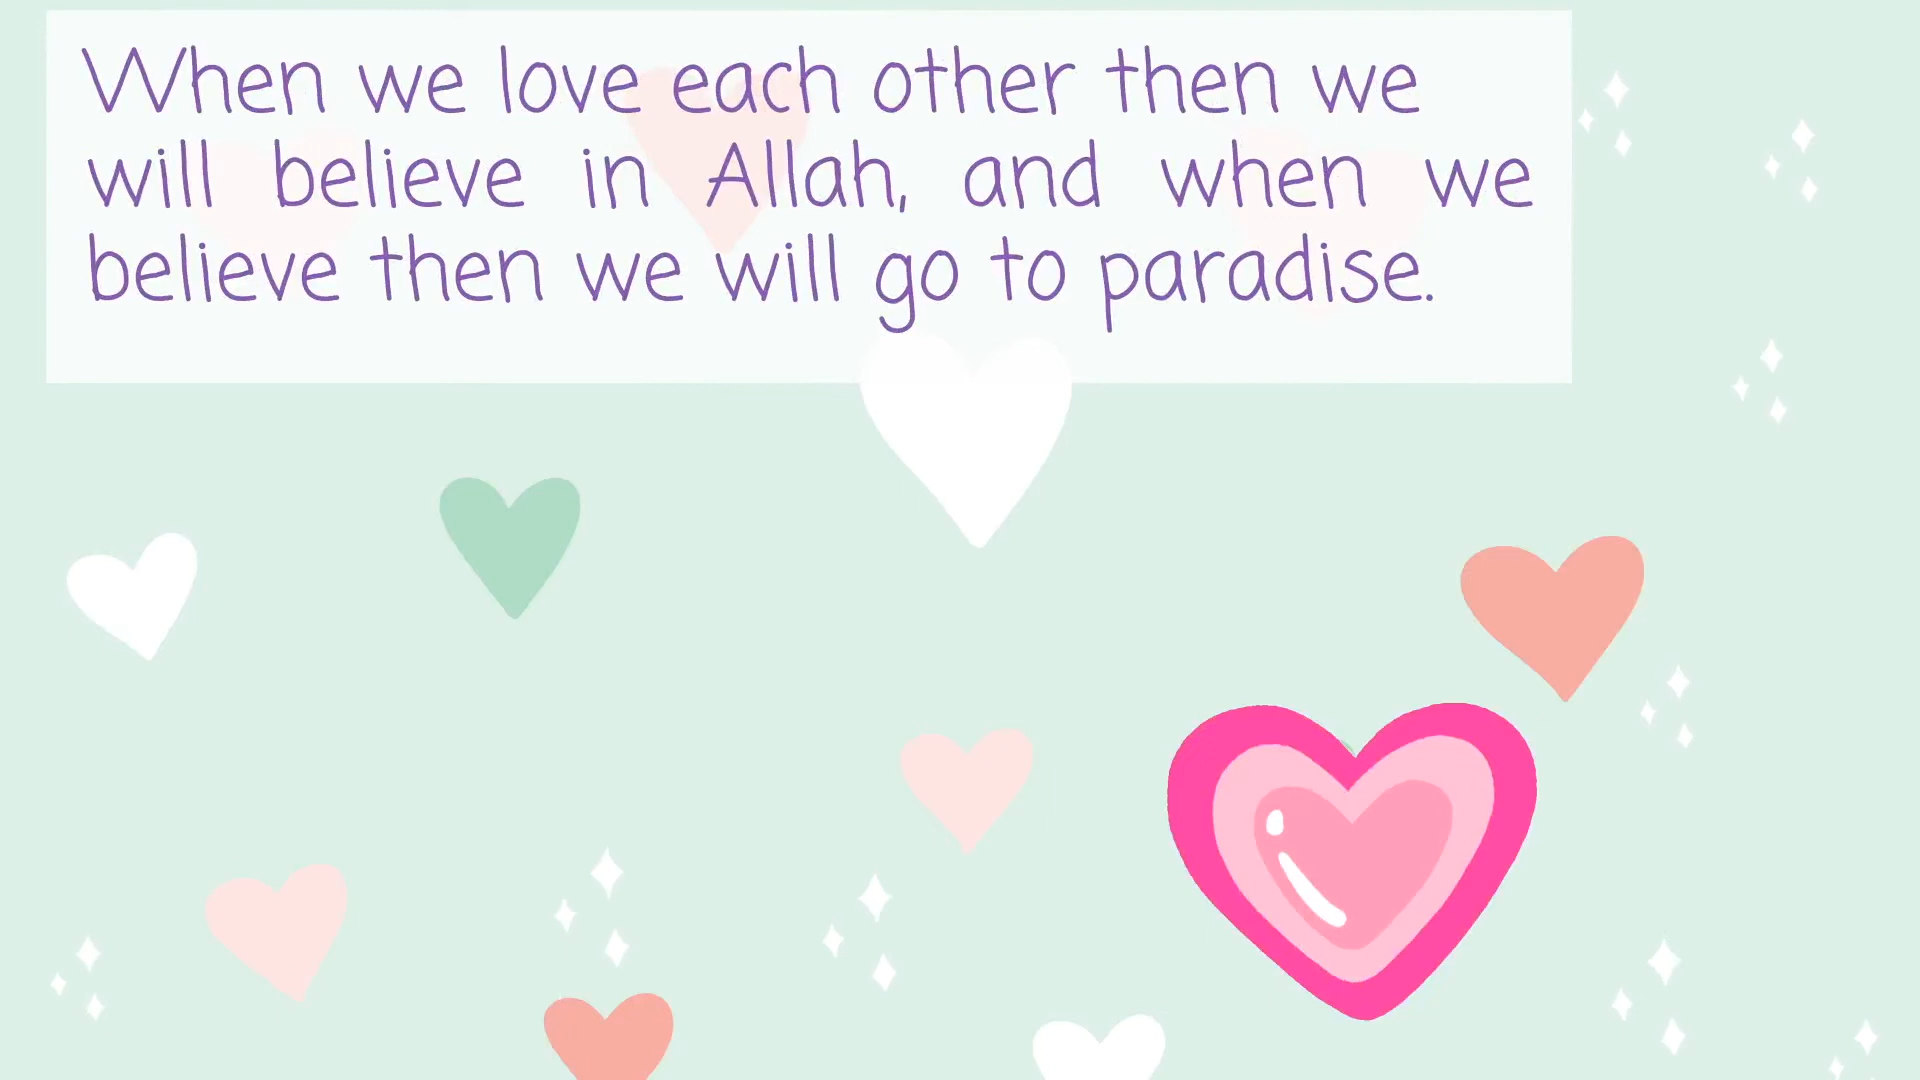 When we love each other then we
will believe in Allah, and when we
believe then we will go to paradise.